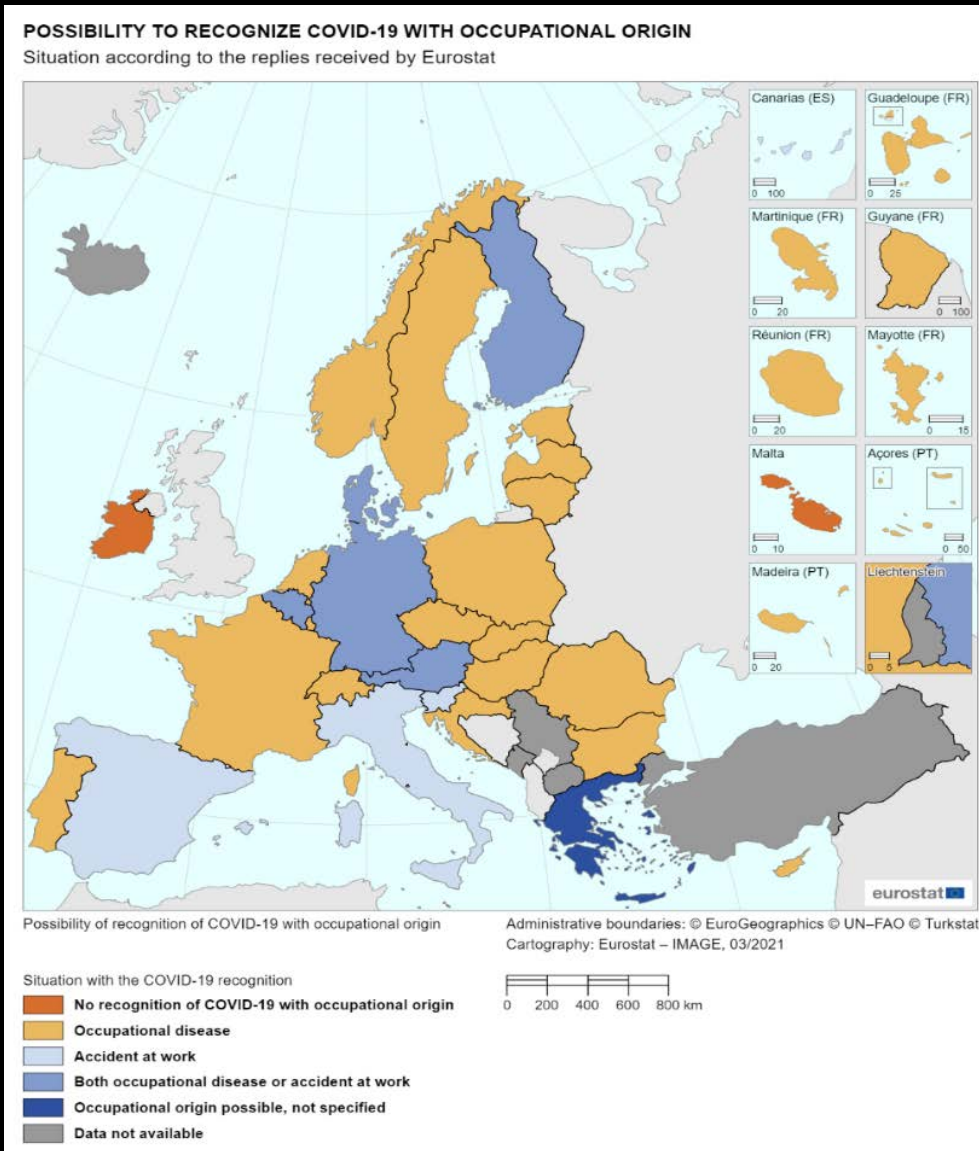 POSSIBILITY TO RECOGNIZE COVID-19 WITH OCCUPATIONAL ORIGIN
Situation according to the replies received by Eurostat
Canarias (ES)
0 100
Guadeloupe (FR)
0 25
Martinique (FR)
0 20
Guyane (FR)
0 100
Réunion (FR)
0 20
Mayotte (FR)
0 15
Malta
0 10
Açores (PT)
0 50
Madeira (PT)
0 20
Liechtenstein
0 5
eurostat
Possibility of recognition of COVID-19 with occupational origin
Administrative boundaries: © EuroGeographics © UN–FAO © Turkstat
Cartography: Eurostat – IMAGE, 03/2021
Situation with the COVID-19 recognition
No recognition of COVID-19 with occupational origin
Occupational disease
Accident at work
Both occupational disease or accident at work
Occupational origin possible, not specified
Data not available
0 200 400 600 800 km